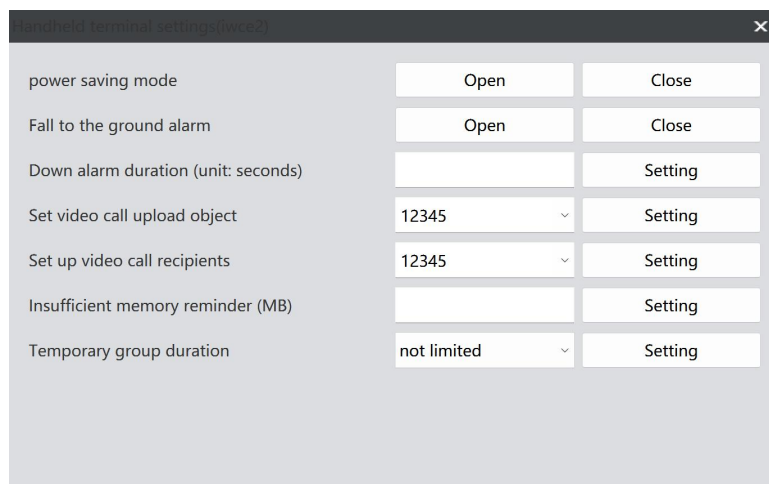 Handheld terminal settings(iwce2)
power saving mode Open Close
Fall to the ground alarm Open Close
Down alarm duration (unit: seconds) Setting
Set video call upload object 12345 Setting
Set up video call recipients 12345 Setting
Insufficient memory reminder (MB) Setting
Temporary group duration not limited Setting